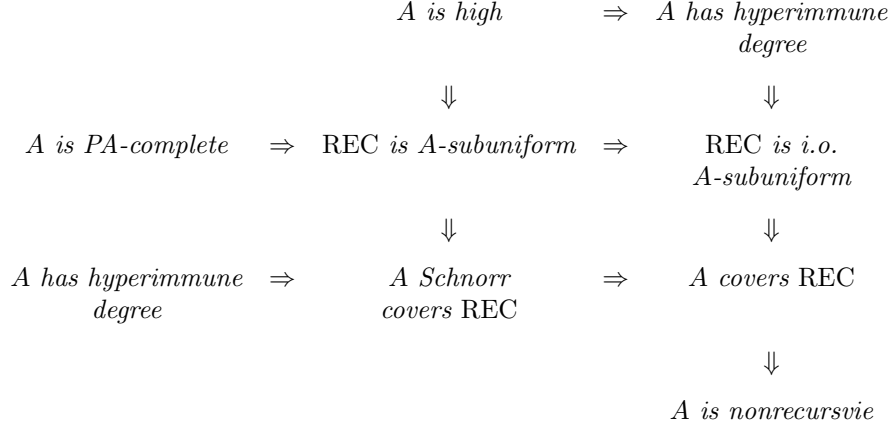 A is high ⇒ A has hyperimmune
degree
⇓ ⇓
A is PA-complete ⇒ REC is A-subuniform ⇒ REC is i.o.
A-subuniform
⇓ ⇓
A has hyperimmune ⇒ A Schnorr ⇒ A covers REC
degree covers REC
⇓
A is nonrecursvie